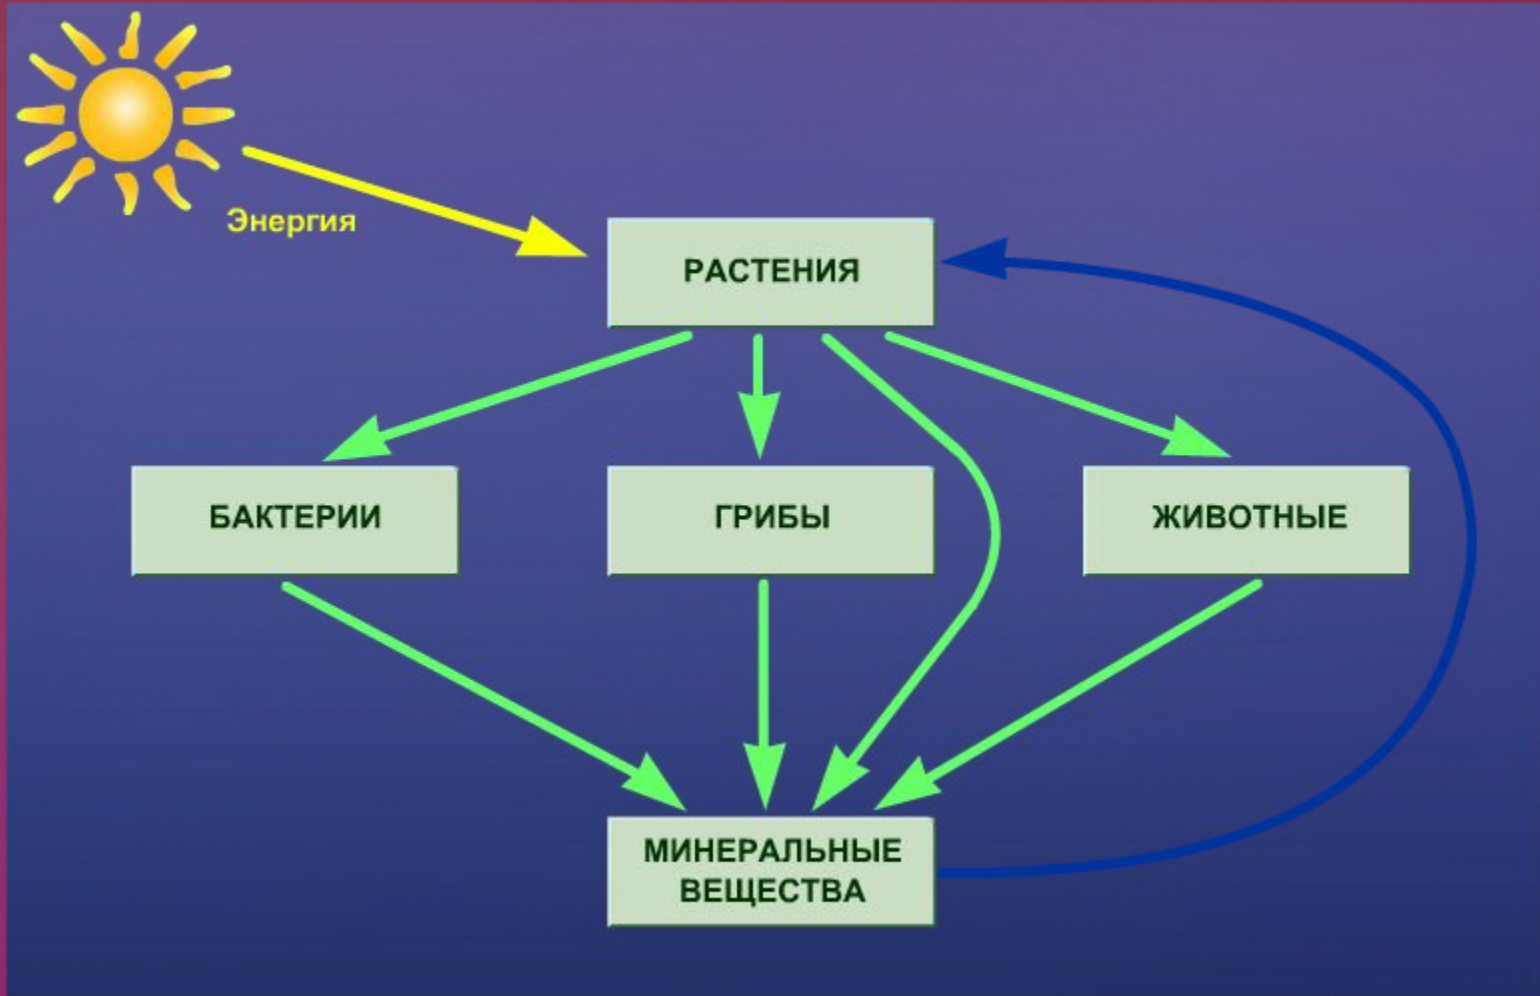 Энергия
РАСТЕНИЯ
БАКТЕРИИ
ГРИБЫ
ЖИВОТНЫЕ
МИНЕРАЛЬНЫЕ
ВЕЩЕСТВА